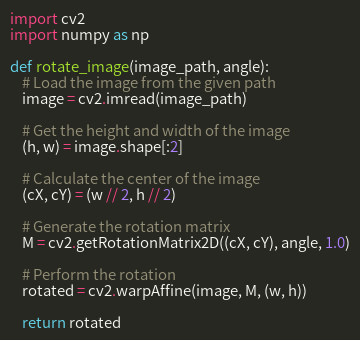 import cv2
import numpy as np
def rotate_image(image_path, angle):
# Load the image from the given path
image = cv2.imread(image_path)
# Get the height and width of the image
(h, w) = image.shape[:2]
# Calculate the center of the image
(cX, cY) = (w // 2, h // 2)
# Generate the rotation matrix
M = cv2.getRotationMatrix2D((cX, cY), angle, 1.0)
# Perform the rotation
rotated = cv2.warpAffine(image, M, (w, h))
return rotated